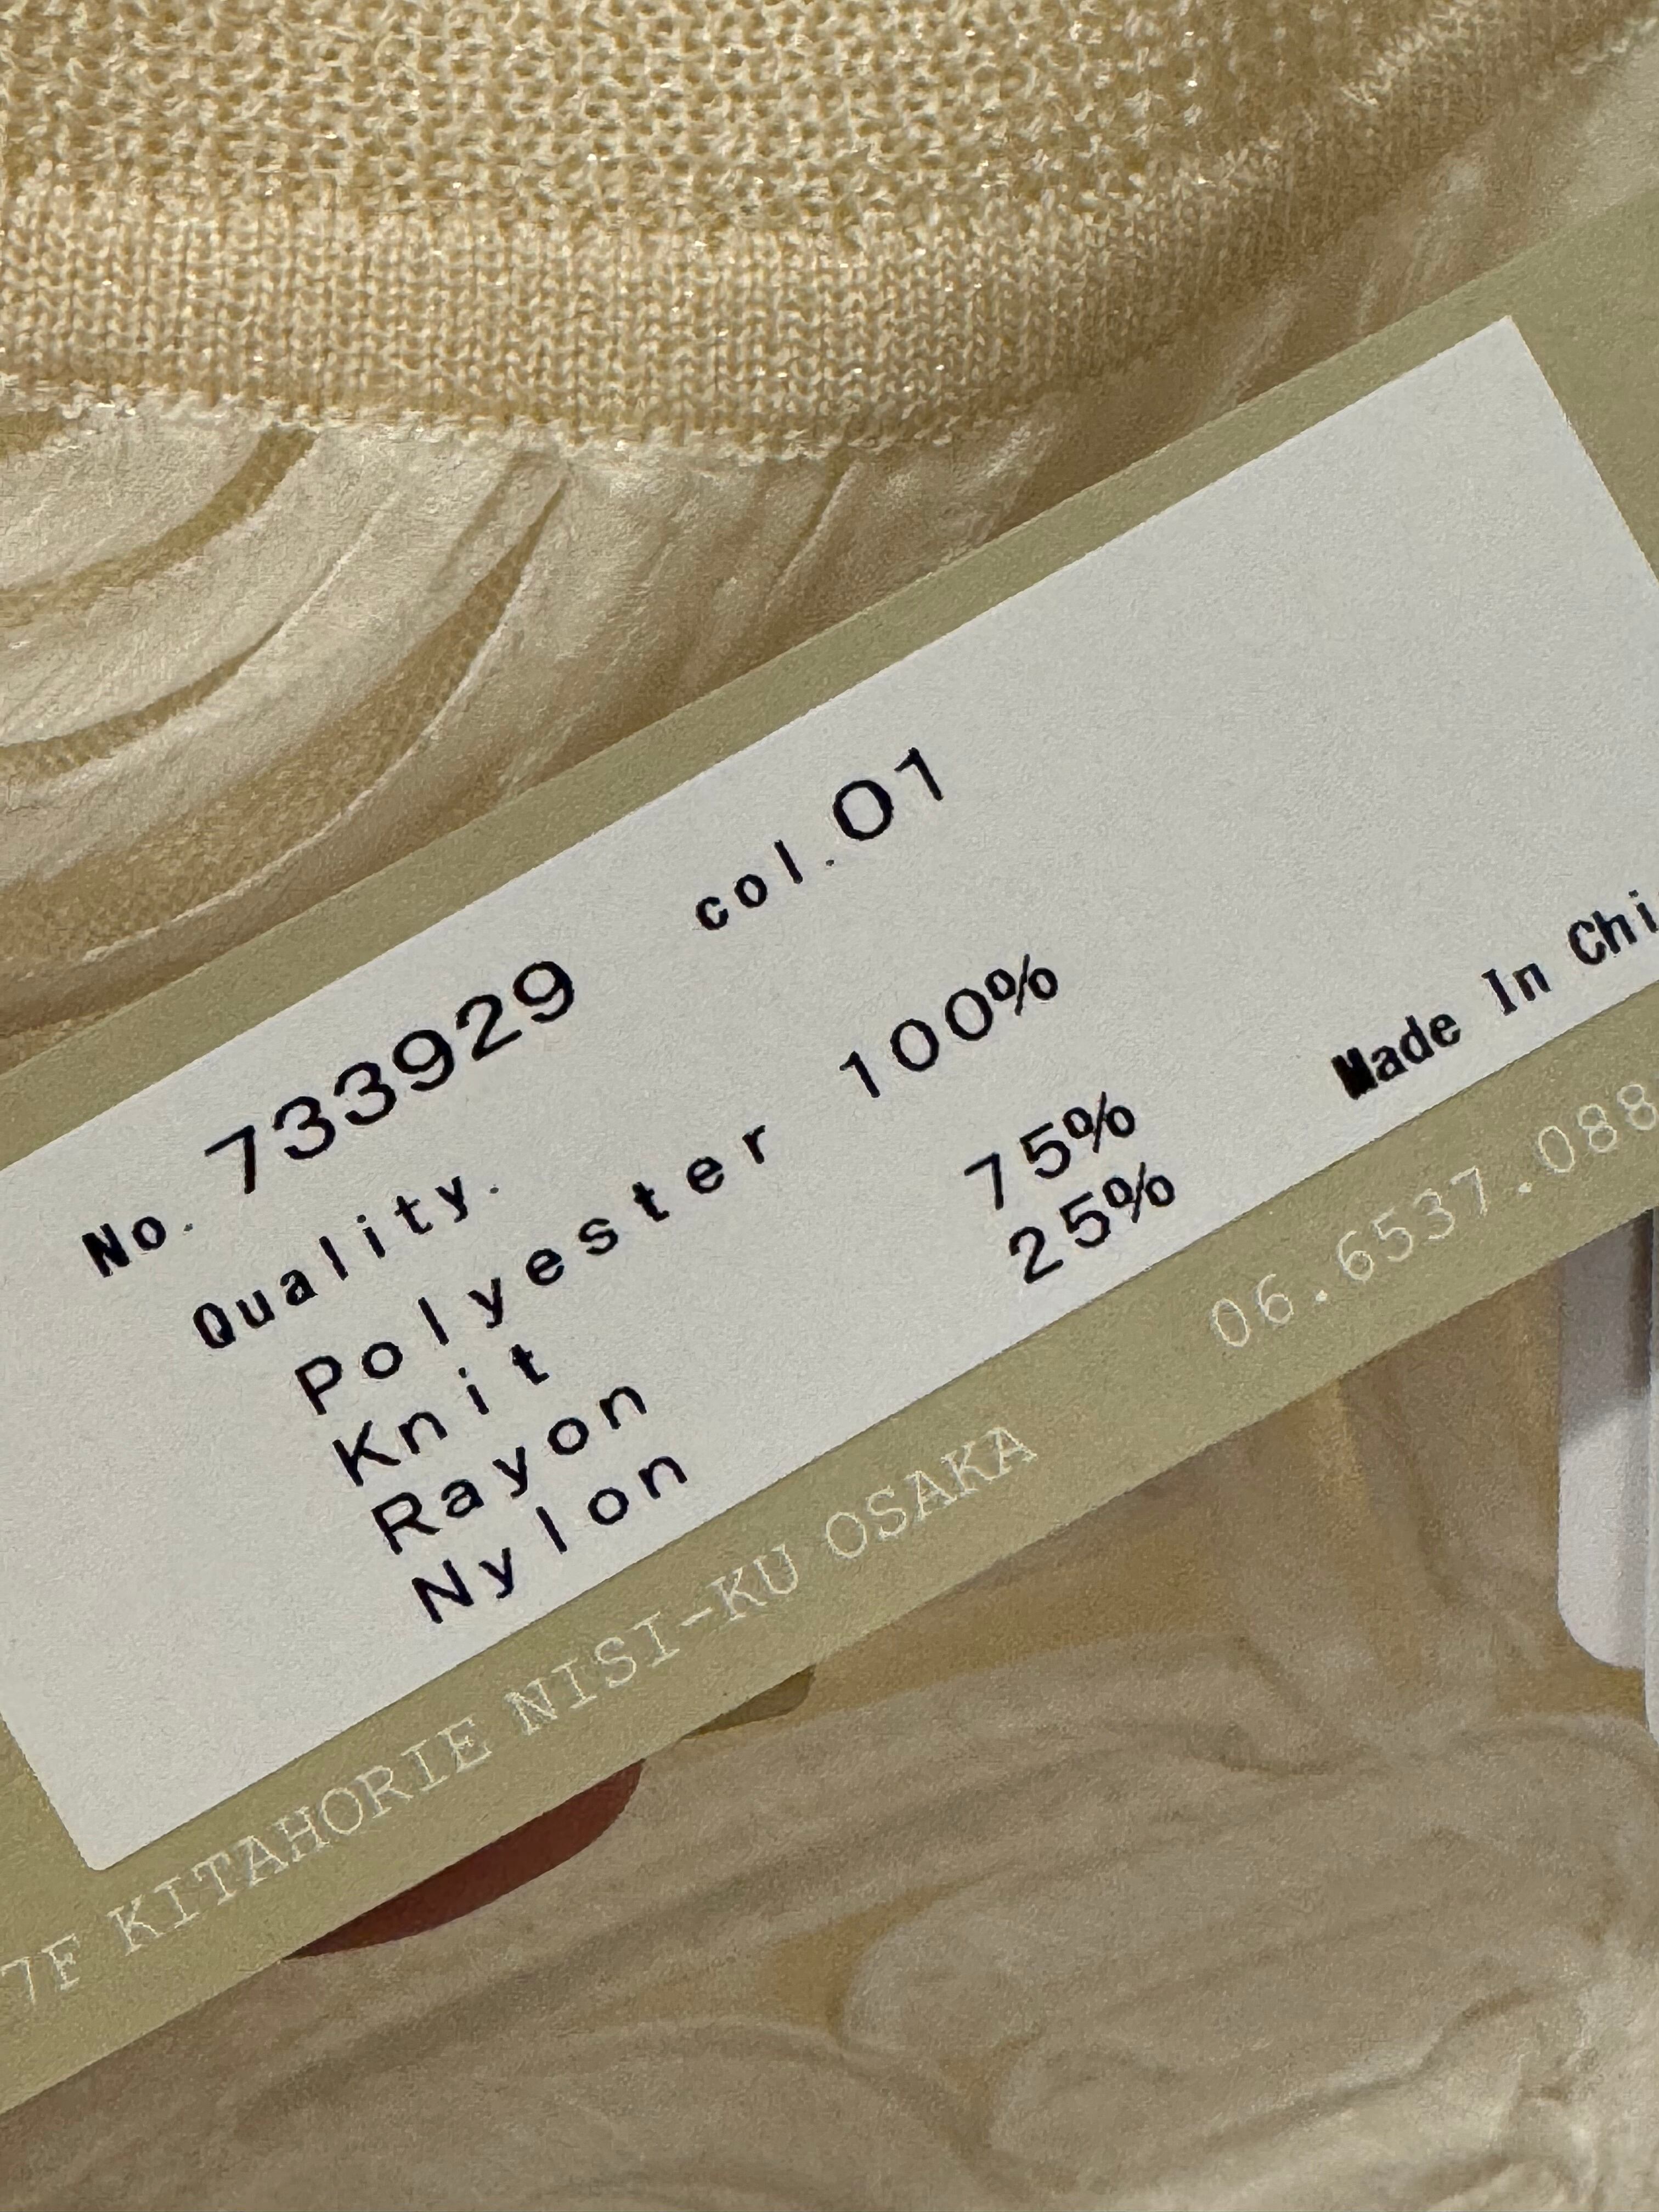 No. 733929 col.01
Quality.
Polyester 100%
Knit
Rayon 75%
Nylon 25%
Made In Chi
7F KITAHORIE NISI-KU OSAKA 06.6537.088